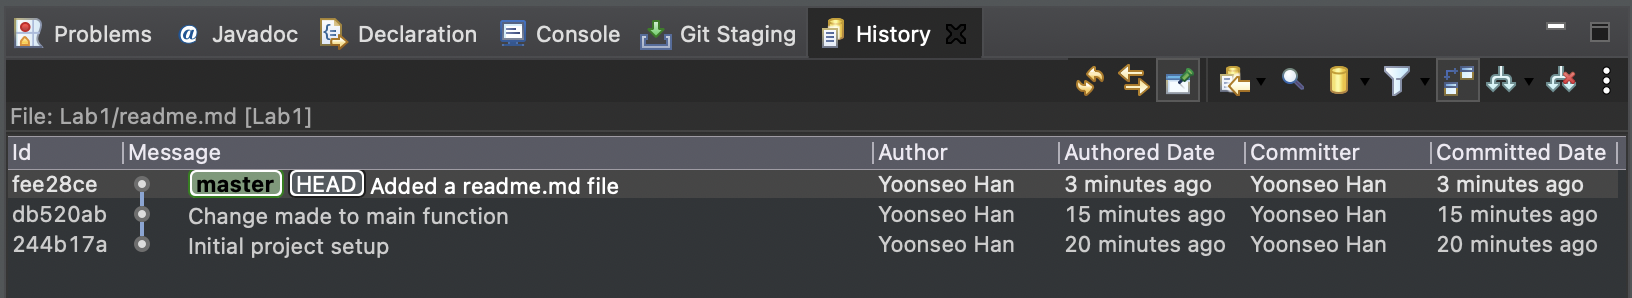 Problems @ Javadoc Declaration Console Git Staging History
File: Lab1/readme.md [Lab1]
Id Message Author Authored Date Committer Committed Date
fee28ce master HEAD Added a readme.md file Yoonseo Han 3 minutes ago Yoonseo Han 3 minutes ago
db520ab Change made to main function Yoonseo Han 15 minutes ago Yoonseo Han 15 minutes ago
244b17a Initial project setup Yoonseo Han 20 minutes ago Yoonseo Han 20 minutes ago